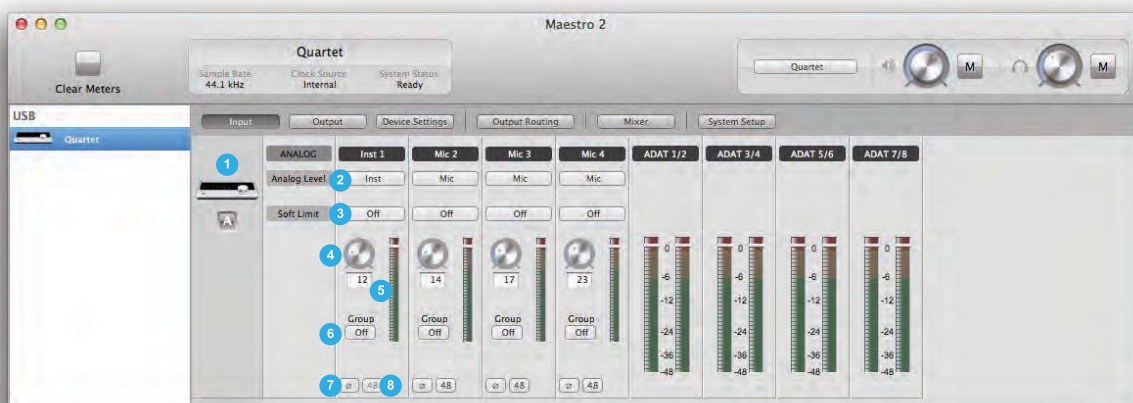 Maestro 2
Quartet
Clear Meters
Sample Rate Clock Source System Status
44.1 kHz Internal Ready
Quartet M M
USB
Quartet
Input Output Device Settings Output Routing Mixer System Setup
1
A
ANALOG Inst 1 Mic 2 Mic 3 Mic 4 ADAT 1/2 ADAT 3/4 ADAT 5/6 ADAT 7/8
Analog Level 2 Inst Mic Mic Mic
Soft Limit 3 Off Off Off Off
4
12 14 17 23
5
Group Group Group Group
6 Off Off Off Off
0 0 0 0
-6 -6 -6 -6
-12 -12 -12 -12
-24 -24 -24 -24
-36 -36 -36 -36
-48 -48 -48 -48
7 ø 48 8 ø 48 ø 48 ø 48